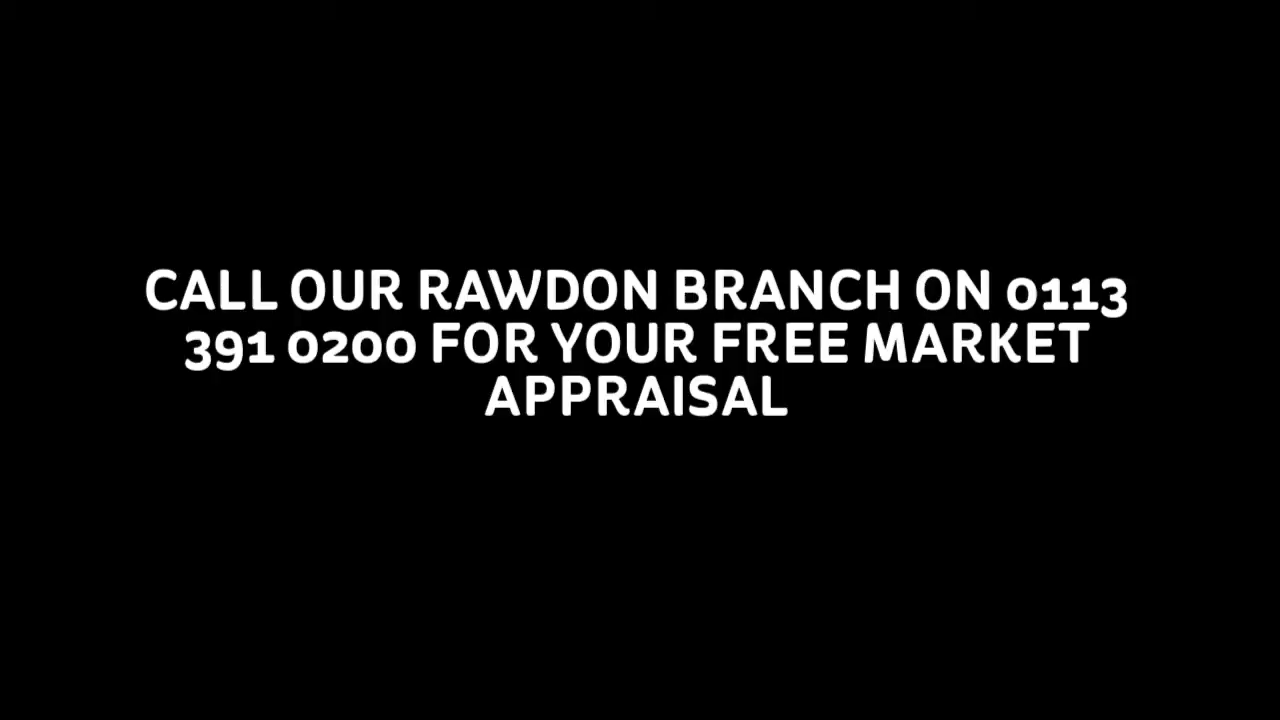 CALL OUR RAWDON BRANCH ON 0113
391 0200 FOR YOUR FREE MARKET
APPRAISAL